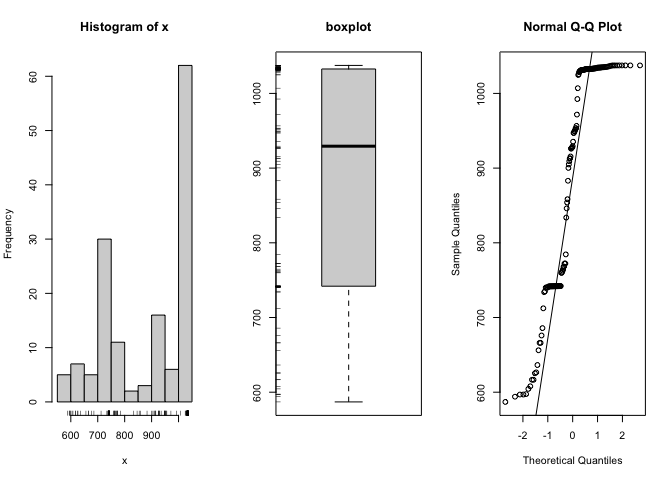 Histogram of x
Frequency
0 10 20 30 40 50 60
600 700 800 900
x
boxplot
600 700 800 900 1000
Normal Q-Q Plot
Sample Quantiles
600 700 800 900 1000
-2 -1 0 1 2
Theoretical Quantiles